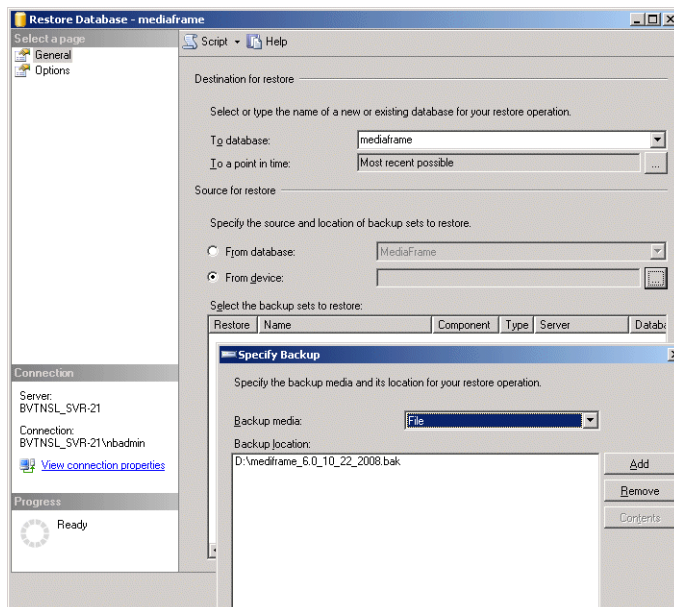 Restore Database - mediaframe
Select a page
General
Options
Script Help
Destination for restore
Select or type the name of a new or existing database for your restore operation.
To database:
mediaframe
To a point in time:
Most recent possible
...
Source for restore
Specify the source and location of backup sets to restore.
From database:
MediaFrame
From device:
...
Select the backup sets to restore:
Restore Name Component Type Server Databa
Specify Backup
Specify the backup media and its location for your restore operation.
Backup media:
File
Backup location:
D:\mediframe_6.0_10_22_2008.bak
Add
Remove
Contents
Connection
Server:
BVTNSL_SVR-21
Connection:
BVTNSL_SVR-21\nbadmin
View connection properties
Progress
Ready